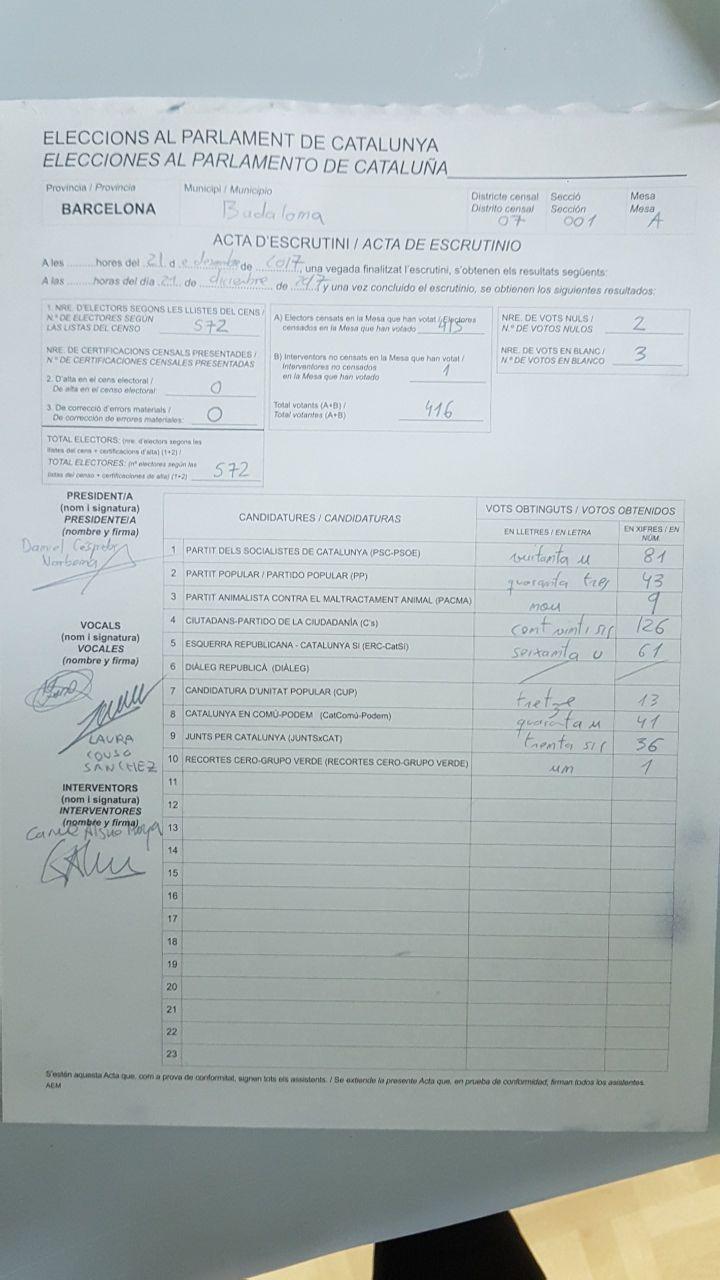 ELECCIONS AL PARLAMENT DE CATALUNYA
ELECCIONES AL PARLAMENTO DE CATALUÑA
Provincia / Provincia
BARCELONA
Municipi / Municipio
Badalona
Districte censal
Distrito censal
07
Secció
Sección
001
Mesa
Mesa
A
ACTA D'ESCRUTINI / ACTA DE ESCRUTINIO
A les ......... hores del 21 d e desembre de 2017, una vegada finalitzat l'escrutini, s'obtenen els resultats següents:
A las ......... horas del día 21 de diciembre de 2017 y una vez concluido el escrutinio, se obtienen los siguientes resultados:
1. NRE. D'ELECTORS SEGONS LES LLISTES DEL CENS /
N.º DE ELECTORES SEGÚN
LAS LISTAS DEL CENSO 572
NRE. DE CERTIFICACIONS CENSALS PRESENTADES /
N.º DE CERTIFICACIONES CENSALES PRESENTADAS
2. D'alta en el cens electoral /
De alta en el censo electoral: 0
3. De correcció d'errors materials /
De corrección de errores materiales: 0
TOTAL ELECTORS: (nre. d'electors segons les
llistes del cens + certificacions d'alta) (1+2) /
TOTAL ELECTORES: (nº electores según las
listas del censo + certificaciones de alta) (1+2) 572
A) Electors censats en la Mesa que han votat / Electores
censados en la Mesa que han votado 415
B) Interventors no censats en la Mesa que han votat /
Interventores no censados
en la Mesa que han votado 1
Total votants (A+B) /
Total votantes (A+B) 416
NRE. DE VOTS NULS /
N.º DE VOTOS NULOS 2
NRE. DE VOTS EN BLANC /
N.º DE VOTOS EN BLANCO 3
PRESIDENT/A
(nom i signatura)
PRESIDENTE/A
(nombre y firma)
Daniel
Norbema
VOCALS
(nom i signatura)
VOCALES
(nombre y firma)
LAURA
COUSO
SANCHEZ
INTERVENTORS
(nom i signatura)
INTERVENTORES
(nombre y firma)
CANDIDATURES / CANDIDATURAS
VOTS OBTINGUTS / VOTOS OBTENIDOS
EN LLETRES / EN LETRA
EN XIFRES / EN
NÚM.
1 PARTIT DELS SOCIALISTES DE CATALUNYA (PSC-PSOE) vuitanta u 81
2 PARTIT POPULAR / PARTIDO POPULAR (PP) quaranta tres 43
3 PARTIT ANIMALISTA CONTRA EL MALTRACTAMENT ANIMAL (PACMA) nou 9
4 CIUTADANS-PARTIDO DE LA CIUDADANÍA (C's) cent vint i sis 126
5 ESQUERRA REPUBLICANA - CATALUNYA SI (ERC-CatSí) seixanta u 61
6 DIÀLEG REPUBLICÀ (DIÀLEG)
7 CANDIDATURA D'UNITAT POPULAR (CUP) tretze 13
8 CATALUNYA EN COMÚ-PODEM (CatComú-Podem) quaranta u 41
9 JUNTS PER CATALUNYA (JUNTSxCAT) trenta sis 36
10 RECORTES CERO-GRUPO VERDE (RECORTES CERO-GRUPO VERDE) un 1
11
12
13
14
15
16
17
18
19
20
21
22
23
S'estén aquesta Acta que, com a prova de conformitat, signen tots els assistents. / Se extiende la presente Acta que, en prueba de conformidad, firman todos los asistentes.
AEM